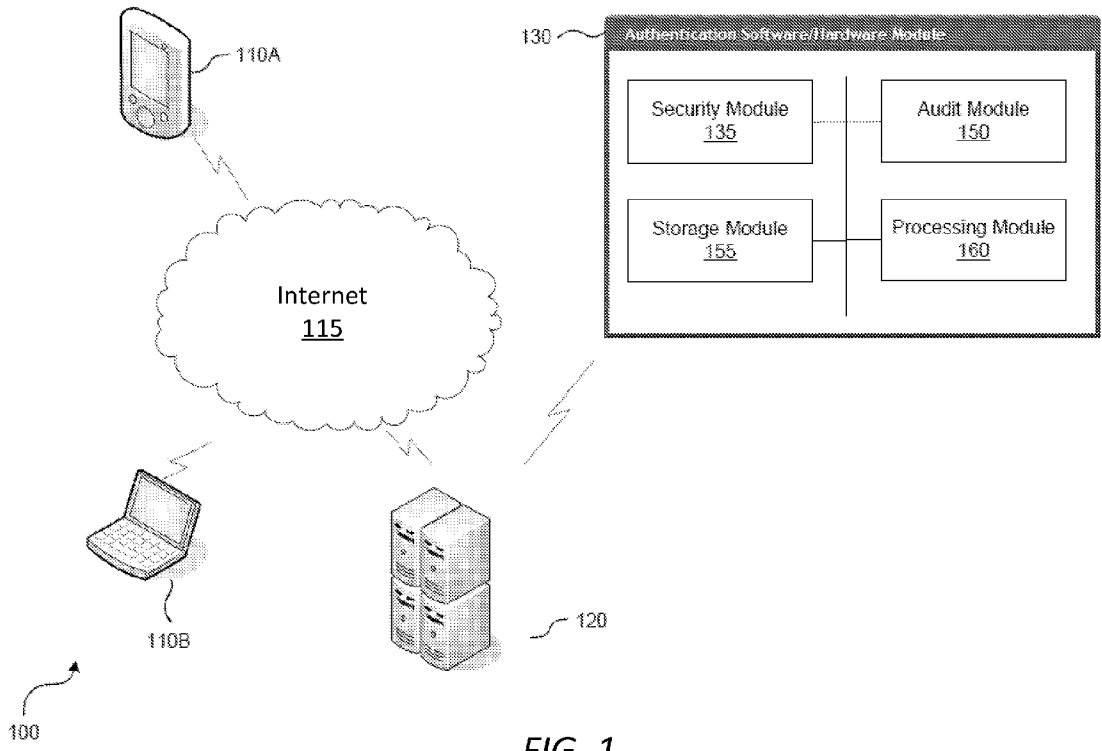 110A
130
Authentication Software/Hardware Module
Security Module
135
Audit Module
150
Storage Module
155
Processing Module
160
Internet
115
110B
120
100
FIG. 1